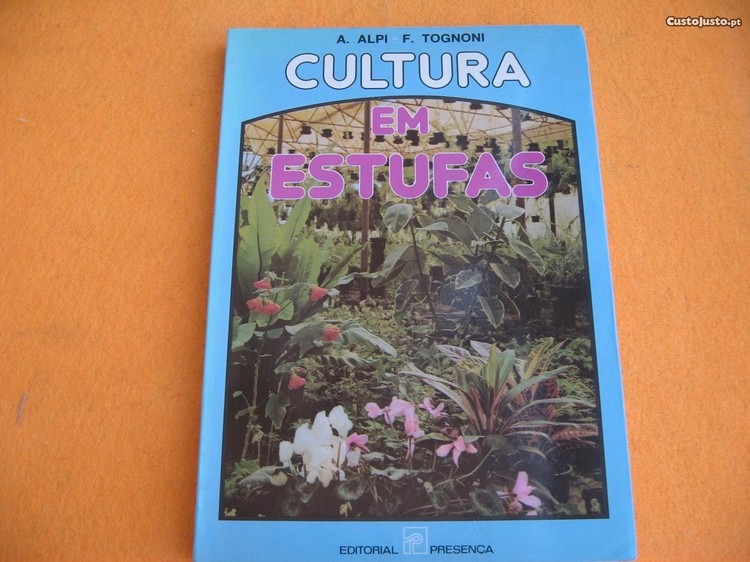 CustoJusto.pt
A. ALPI - F. TOGNONI
CULTURA
EM
ESTUFAS
EDITORIAL PRESENÇA